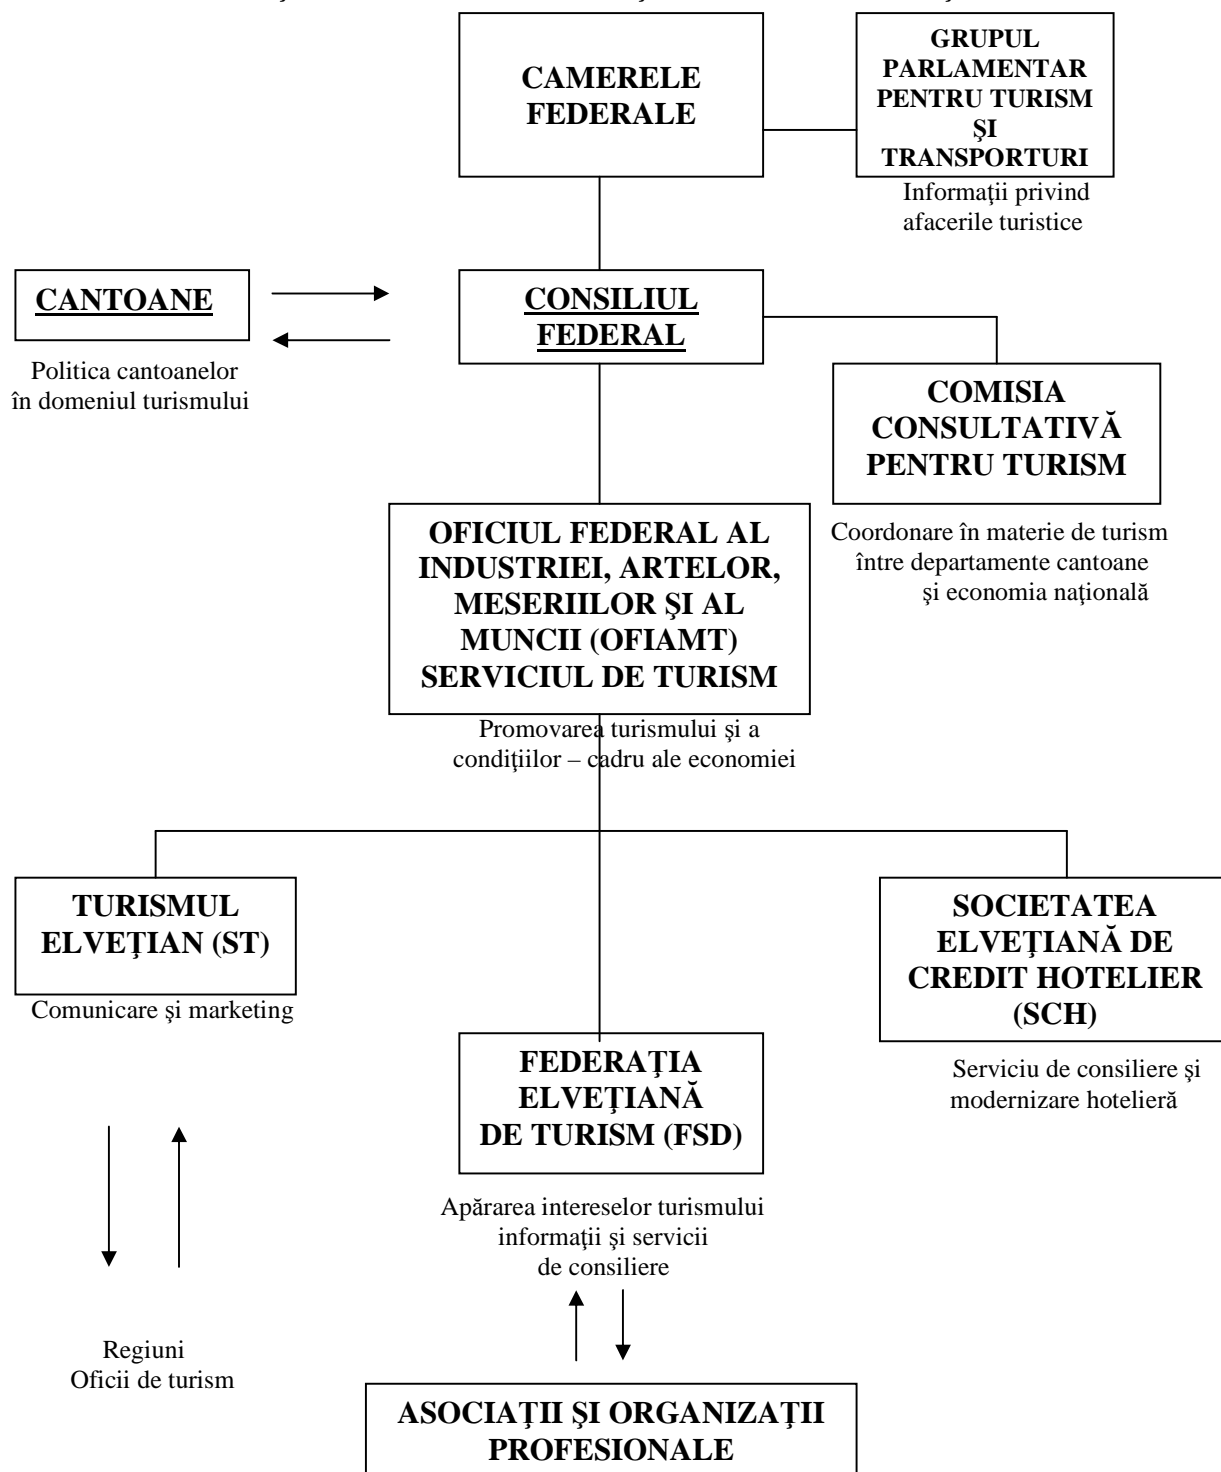 CAMERELE
FEDERALE
GRUPUL
PARLAMENTAR
PENTRU TURISM
ŞI
TRANSPORTURI
Informaţii privind
afacerile turistice
CANTOANE
Politica cantoanelor
în domeniul turismului
CONSILIUL
FEDERAL
COMISIA
CONSULTATIVĂ
PENTRU TURISM
Coordonare în materie de turism
între departamente cantoane
şi economia naţională
OFICIUL FEDERAL AL
INDUSTRIEI, ARTELOR,
MESERIILOR ŞI AL
MUNCII (OFIAMT)
SERVICIUL DE TURISM
Promovarea turismului şi a
condiţiilor – cadru ale economiei
TURISMUL
ELVEŢIAN (ST)
Comunicare şi marketing
SOCIETATEA
ELVEŢIANĂ DE
CREDIT HOTELIER
(SCH)
Serviciu de consiliere şi
modernizare hotelieră
FEDERAŢIA
ELVEŢIANĂ
DE TURISM (FSD)
Apărarea intereselor turismului
informaţii şi servicii
de consiliere
Regiuni
Oficii de turism
ASOCIAŢII ŞI ORGANIZAŢII
PROFESIONALE